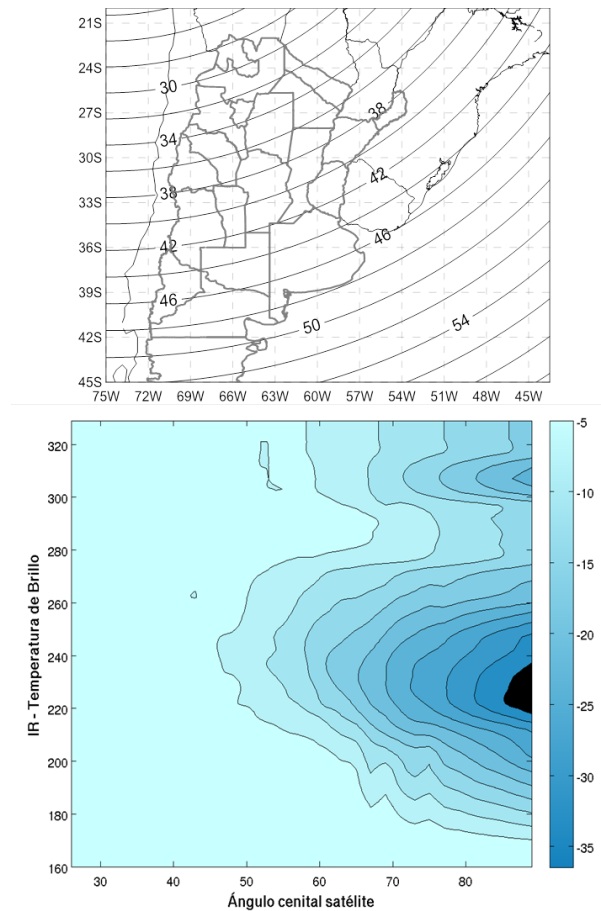 21S
24S
27S
30S
33S
36S
39S
42S
45S
30
34
38
42
46
38
42
46
50
54
75W 72W 69W 66W 63W 60W 57W 54W 51W 48W 45W
320
300
280
260
240
220
200
180
160
IR - Temperatura de Brillo
30 40 50 60 70 80
Ángulo cenital satélite
-5
-10
-15
-20
-25
-30
-35